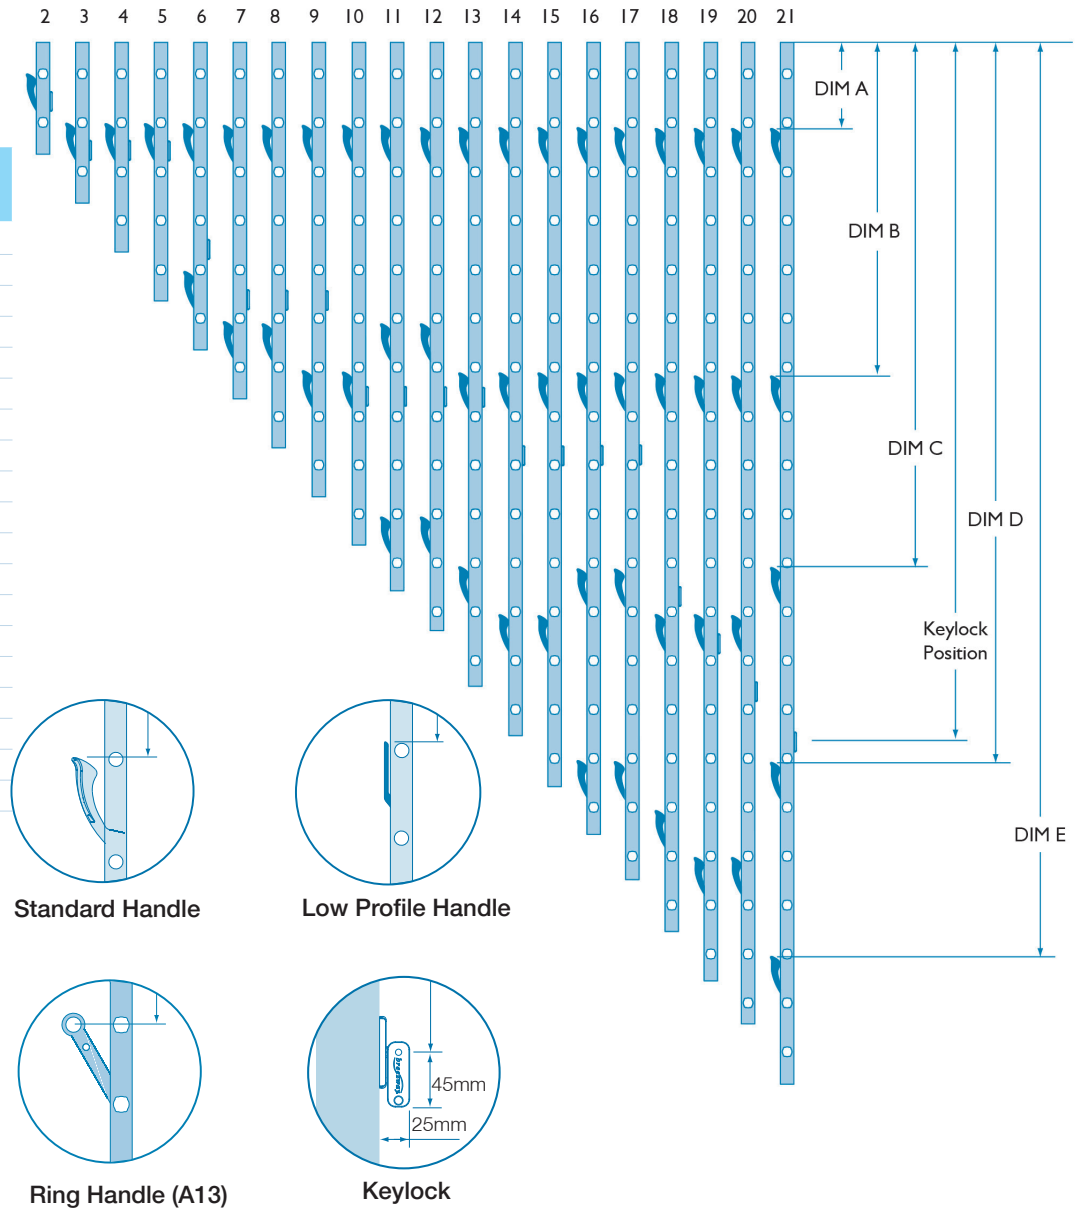 2 3 4 5 6 7 8 9 10 11 12 13 14 15 16 17 18 19 20 21
DIM A
DIM B
DIM C
DIM D
Keylock
Position
DIM E
Standard Handle
Low Profile Handle
45mm
25mm
Ring Handle (A13)
Keylock